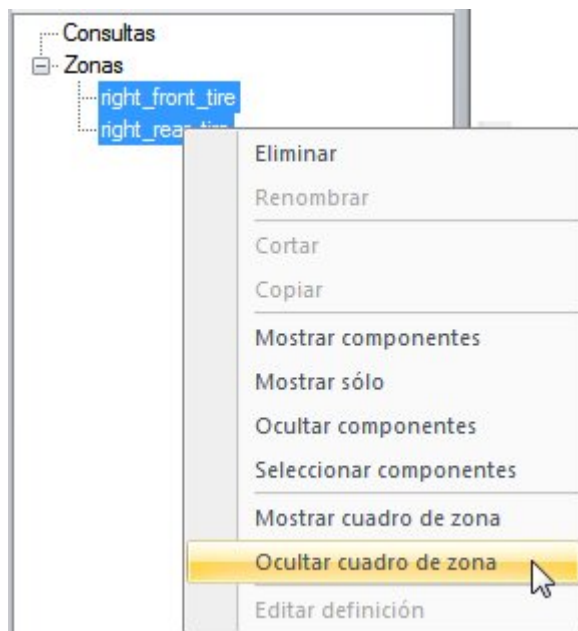 Consultas
Zonas
right_front_tire
right_rear_tire
Eliminar
Renombrar
Cortar
Copiar
Mostrar componentes
Mostrar sólo
Ocultar componentes
Seleccionar componentes
Mostrar cuadro de zona
Ocultar cuadro de zona
Editar definición